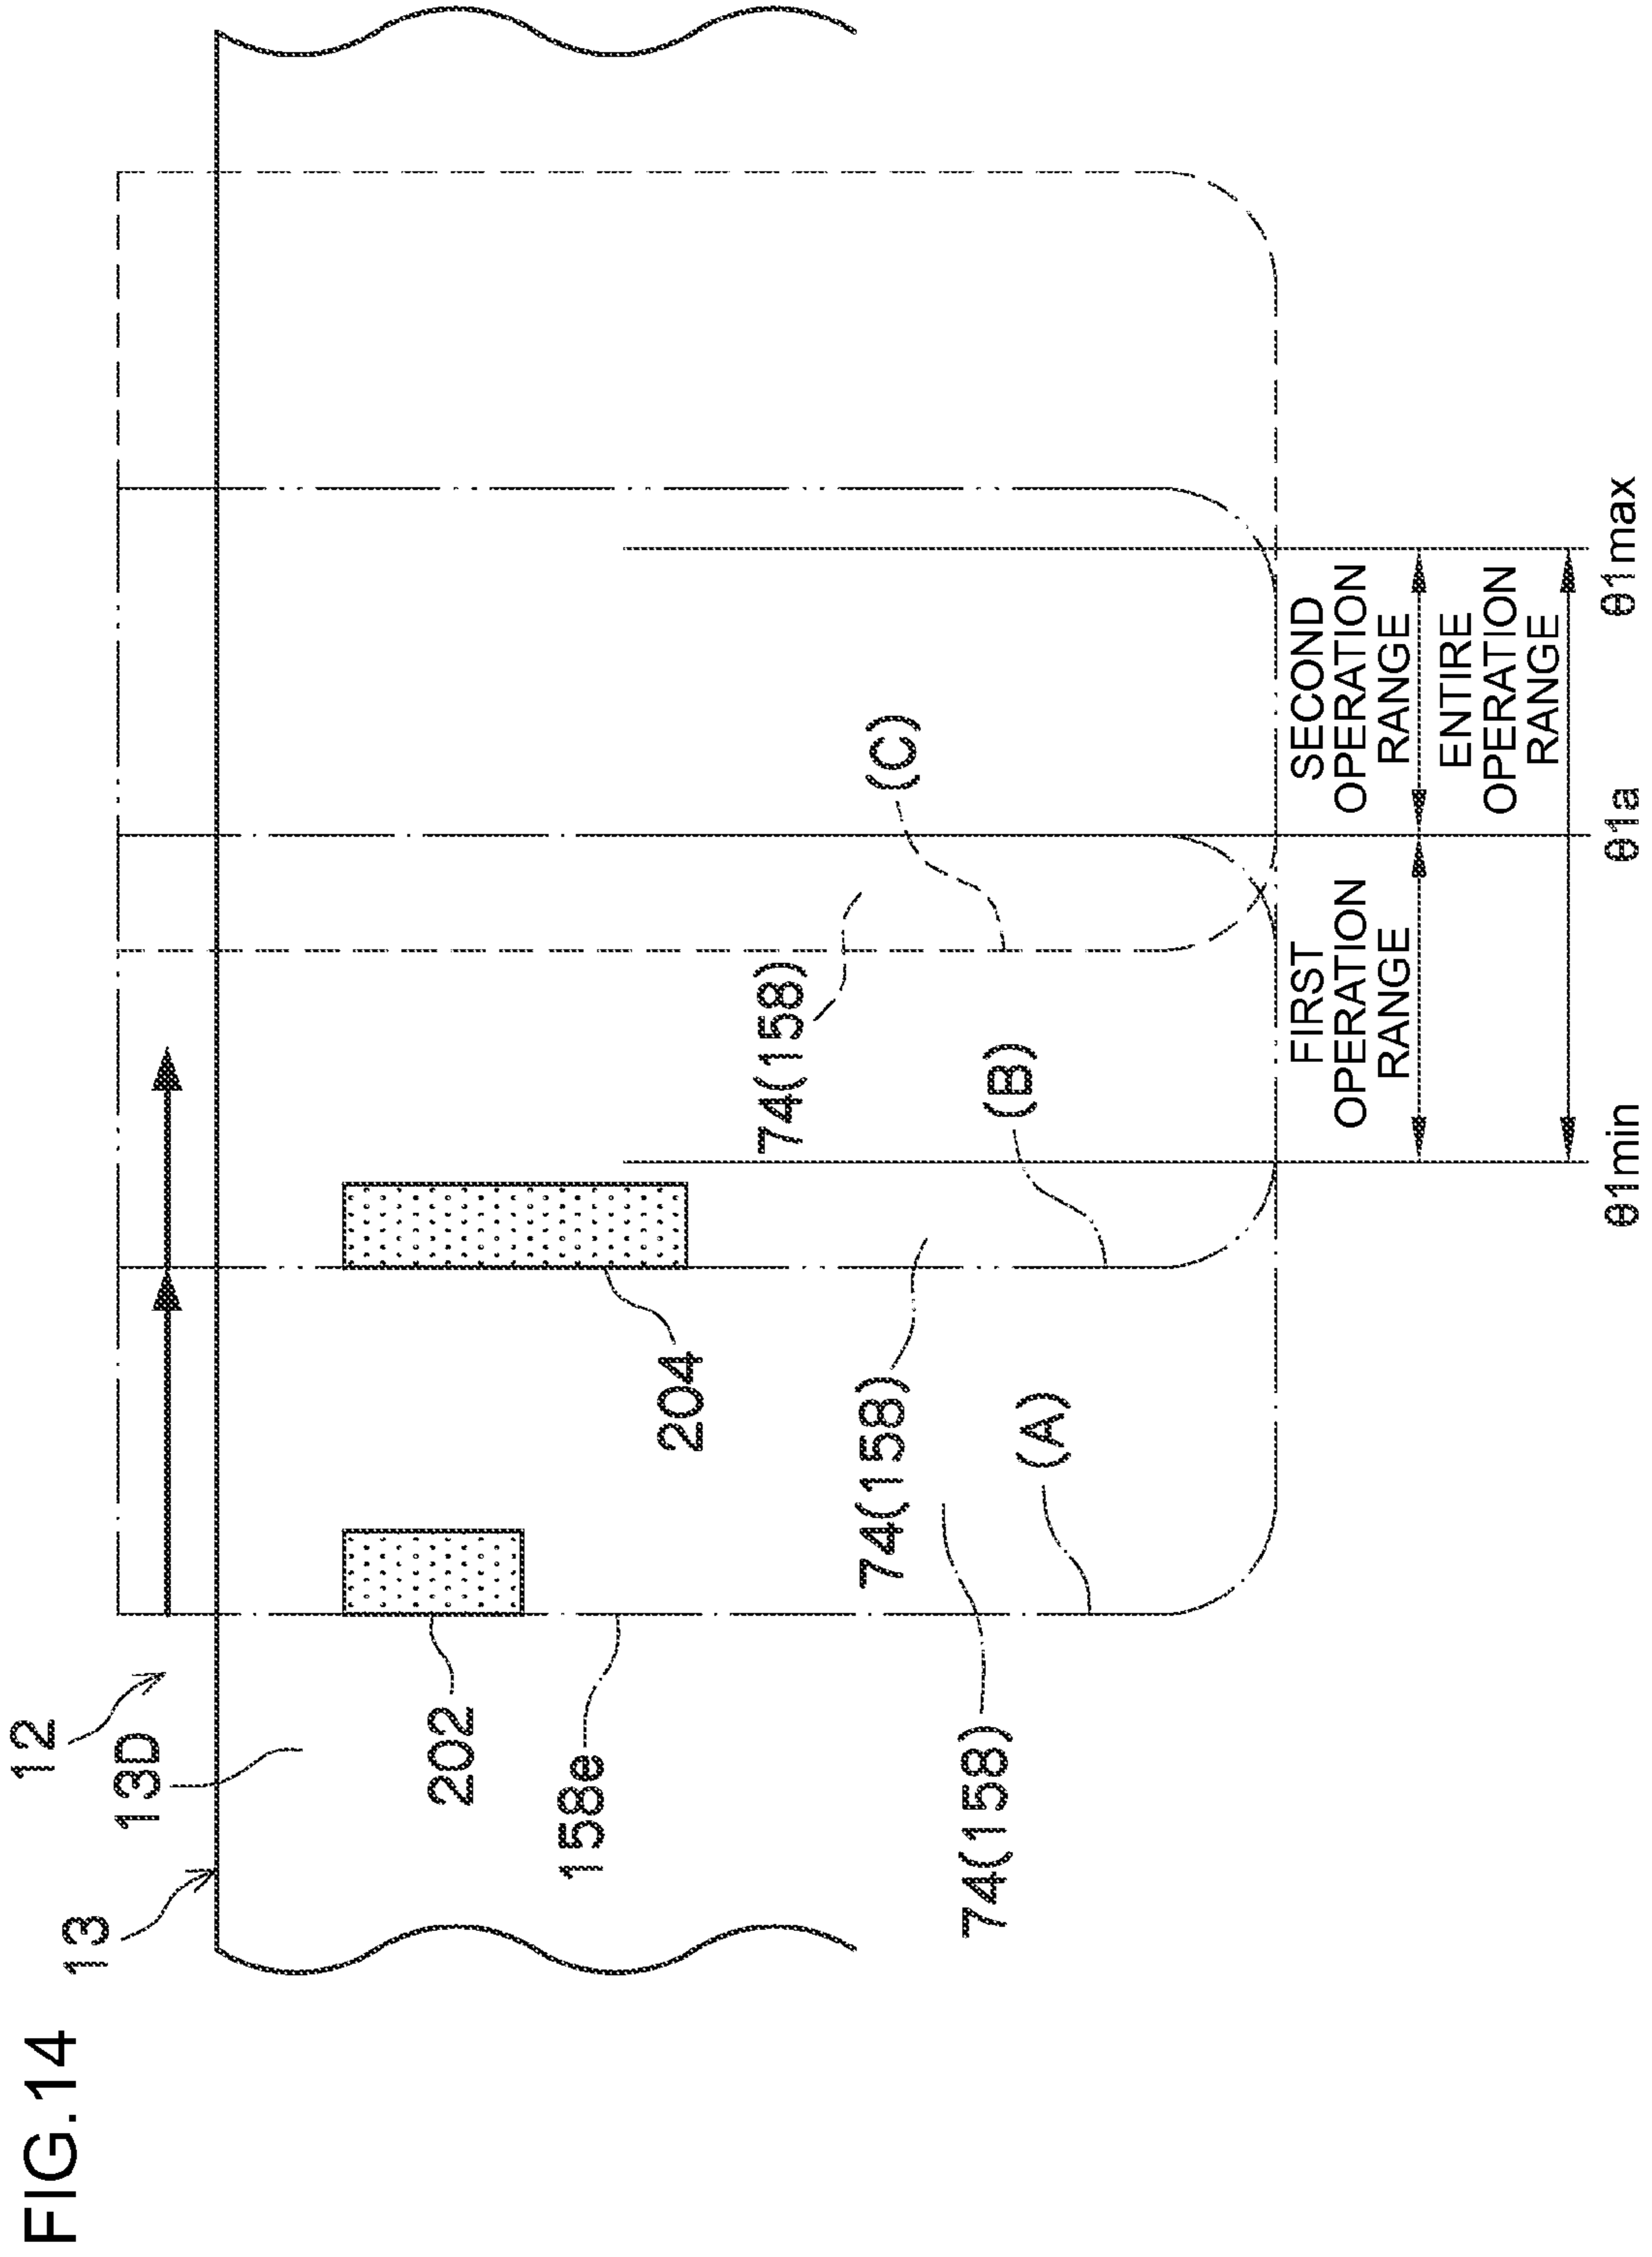 FIG.14
12
13
13D
202
158e
204
74(158)
(A)
74(158)
(B)
74(158)
(C)
FIRST
OPERATION
RANGE
SECOND
OPERATION
RANGE
ENTIRE
OPERATION
RANGE
θ1min
θ1a
θ1max